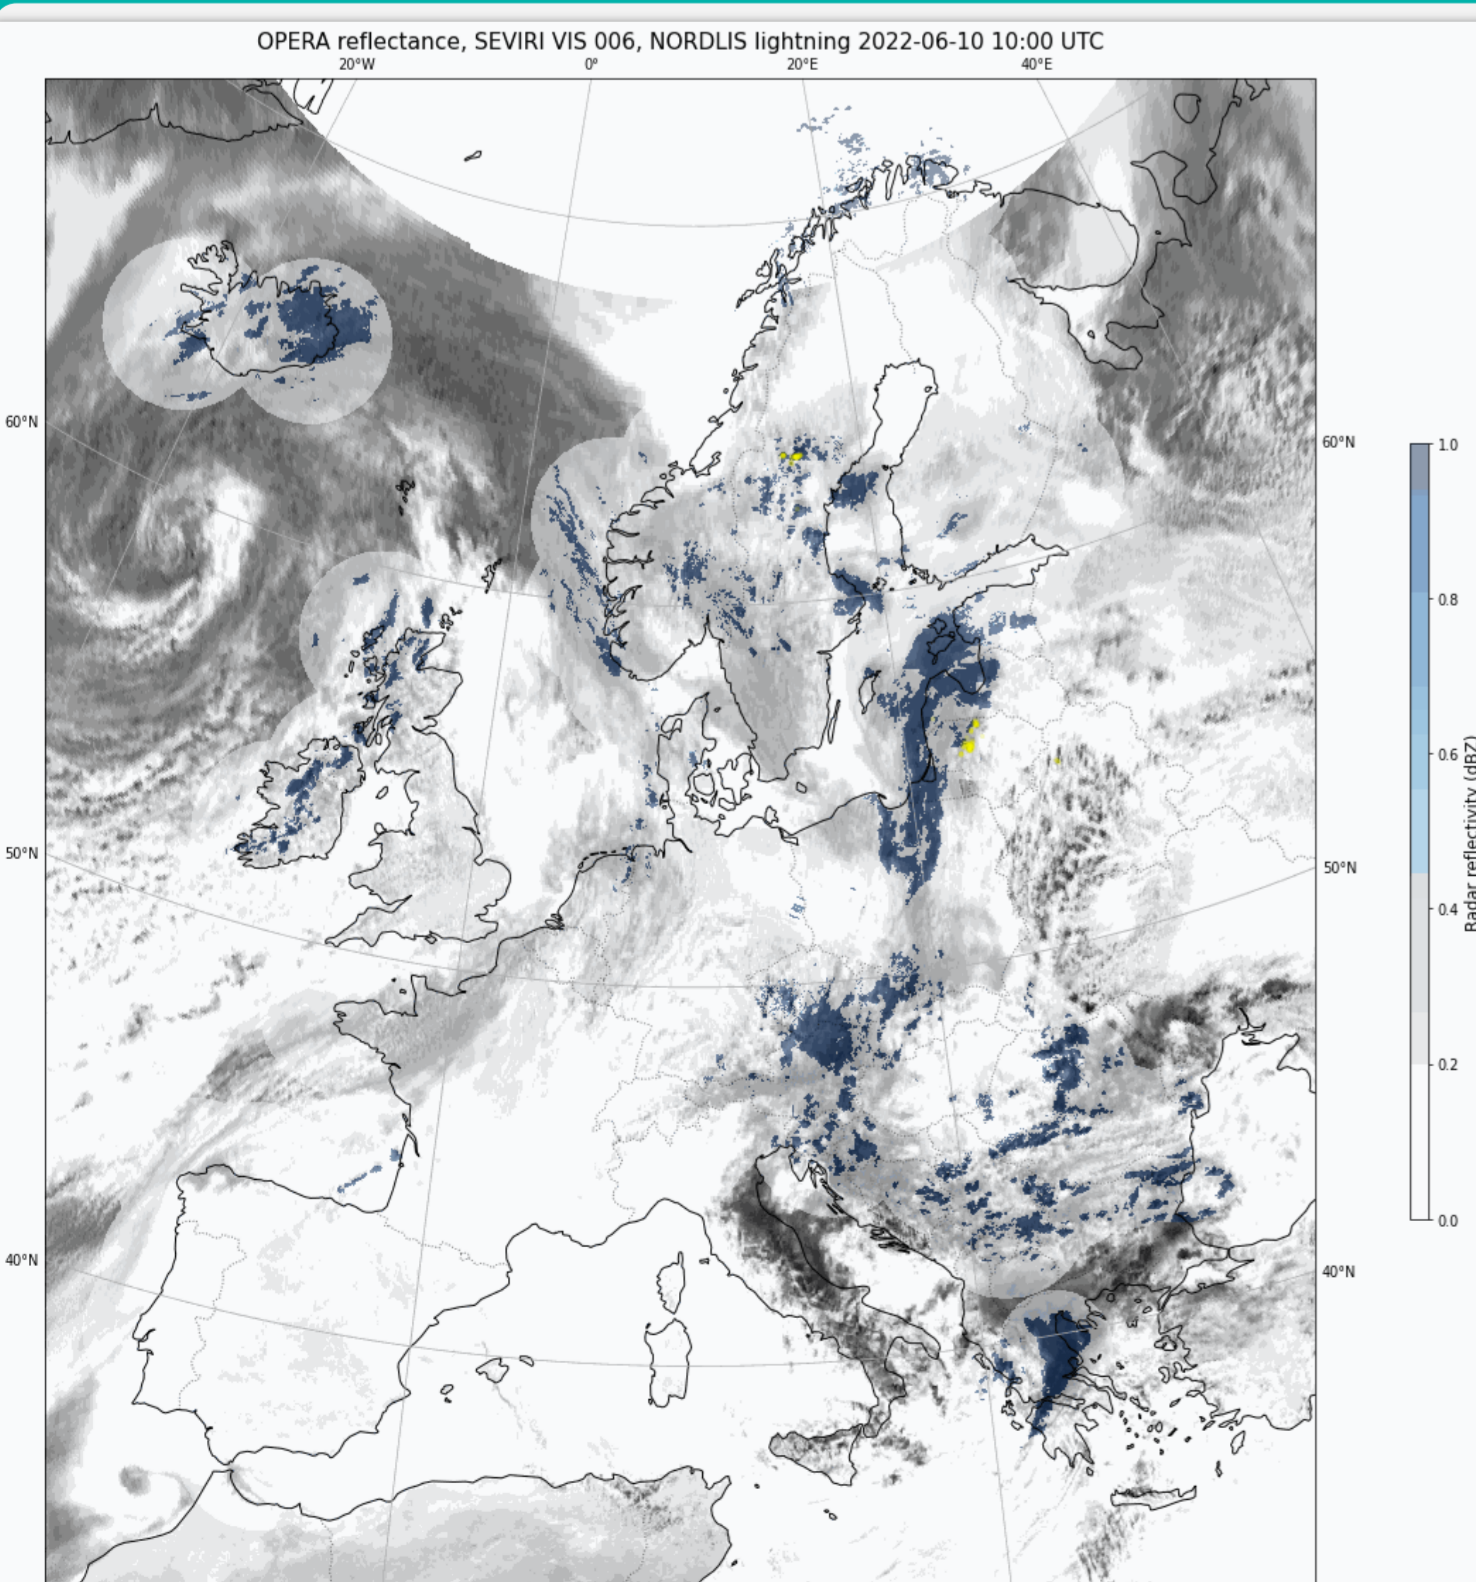 OPERA reflectance, SEVIRI VIS 006, NORDLIS lightning 2022-06-10 10:00 UTC
20°W 0° 20°E 40°E
60°N 60°N
50°N 50°N
40°N 40°N
1.0
0.8
0.6
0.4
0.2
0.0
Radar reflectivity (dBZ)